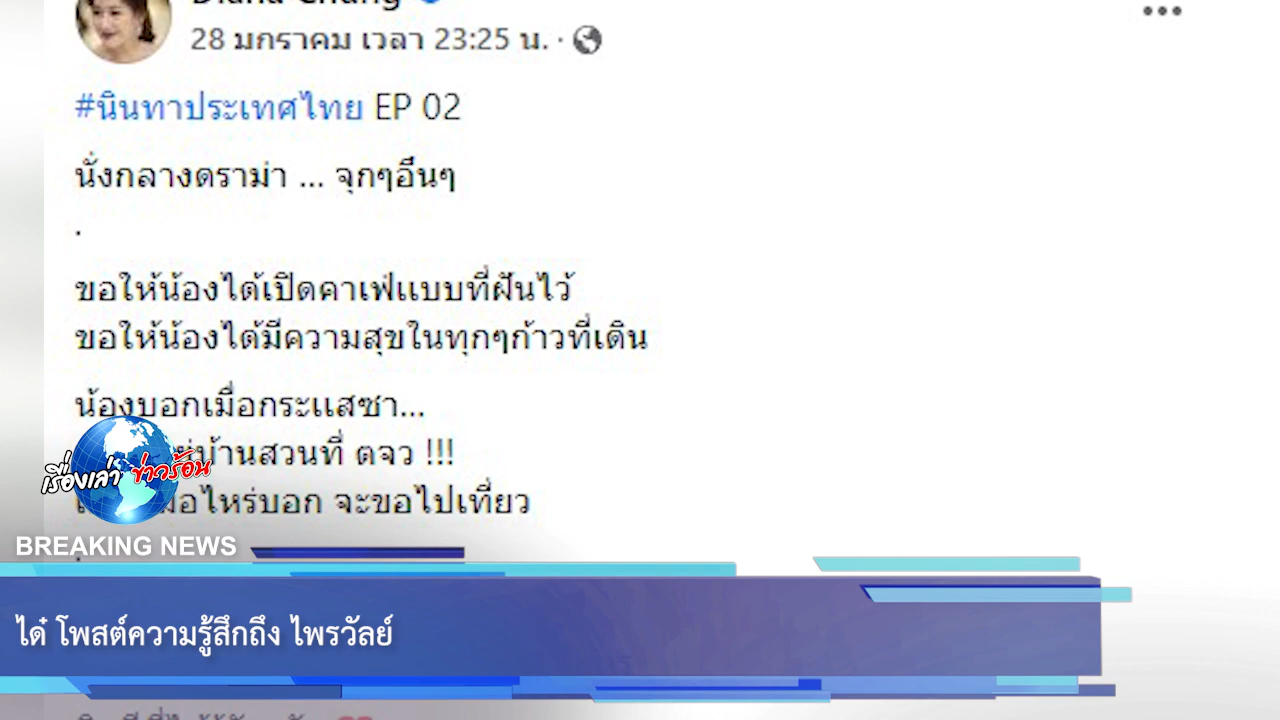 Diana Chung
28 มกราคม เวลา 23:25 น. ·
#นินทาประเทศไทย EP 02
นั่งกลางดราม่า ... จุกๆอึนๆ
.
ขอให้น้องได้เปิดคาเฟ่แบบที่ฝันไว้
ขอให้น้องได้มีความสุขในทุกๆก้าวที่เดิน
น้องบอกเมื่อกระแสซา...
บ้านสวนที่ ตจว !!!
ไหร่บอก จะขอไปเที่ยว
เรื่องเล่า ข่าวร้อน
BREAKING NEWS
ได๋ โพสต์ความรู้สึกถึง ไพรวัลย์